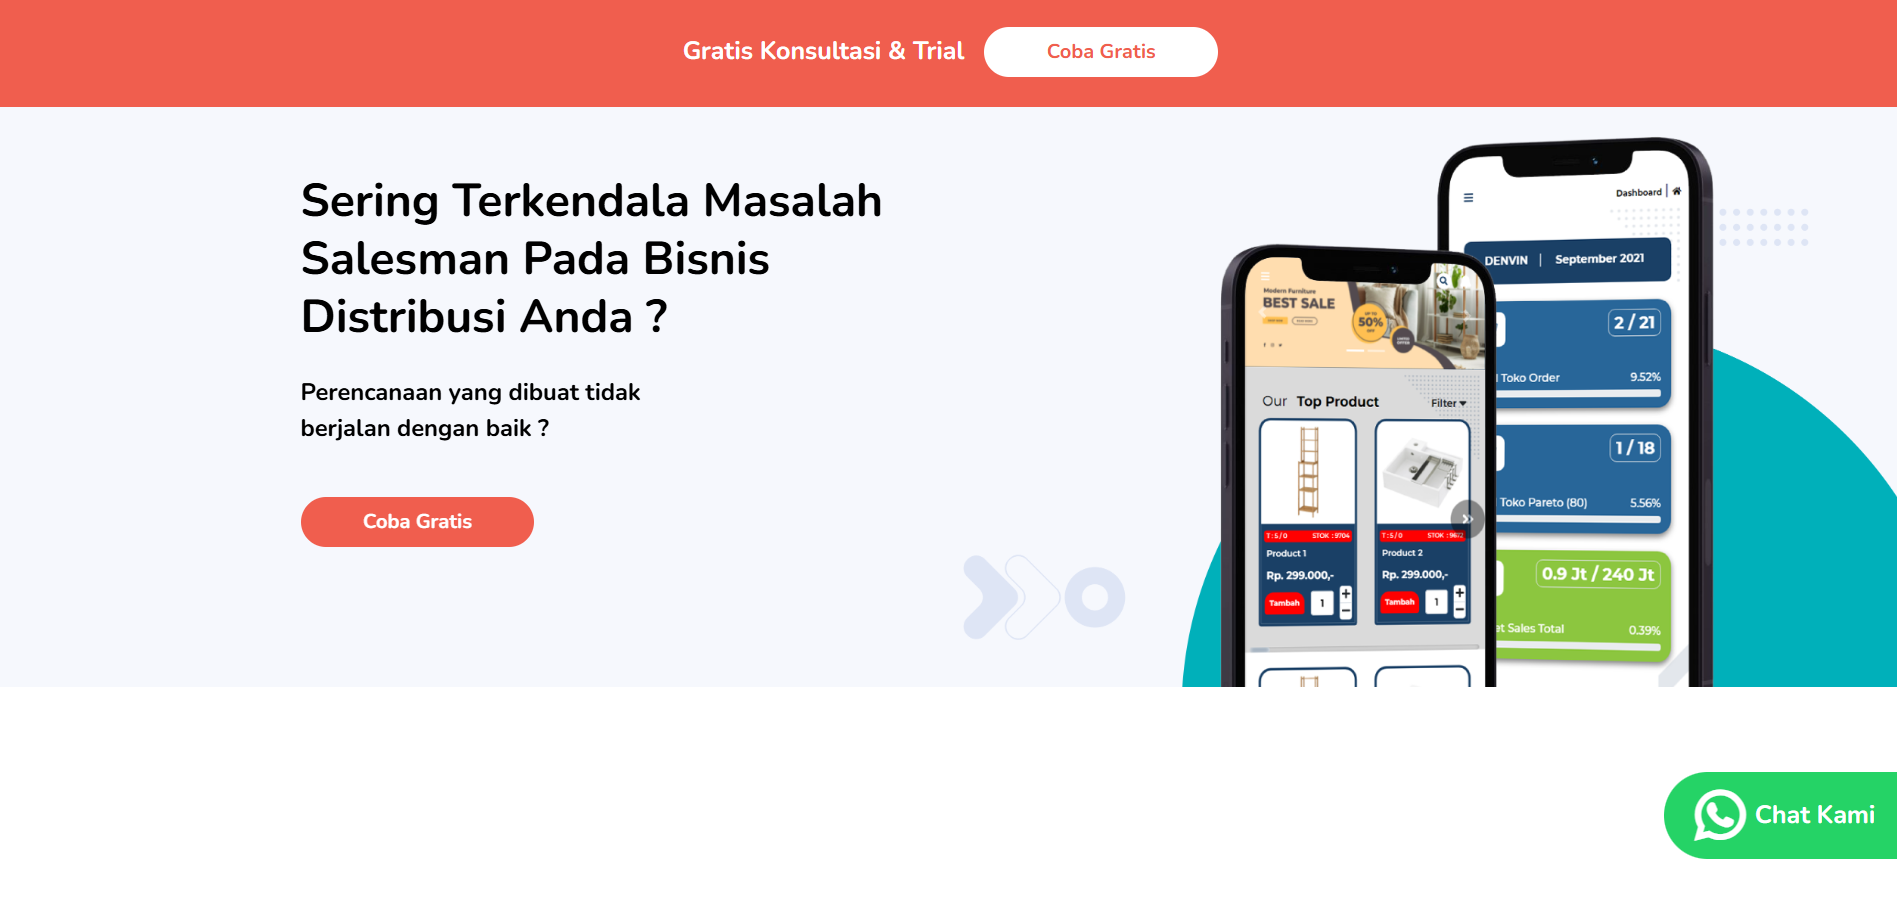 Gratis Konsultasi & Trial
Coba Gratis
Sering Terkendala Masalah
Salesman Pada Bisnis
Distribusi Anda ?
Perencanaan yang dibuat tidak
berjalan dengan baik ?
Coba Gratis
Dashboard
DENVIN | September 2021
2 / 21
Toko Order 9.52%
1 / 18
Toko Pareto (80) 5.56%
0.9 Jt / 240 Jt
Sales Total 0.39%
Modern Furniture
BEST SALE
UP TO
50%
OFF
Our Top Product
Filter
T : 5 / 0 STOK : 9704
Product 1
Rp. 299.000,-
Tambah 1 + −
T : 5 / 0 STOK : 9672
Product 2
Rp. 299.000,-
Tambah 1 + −
Chat Kami